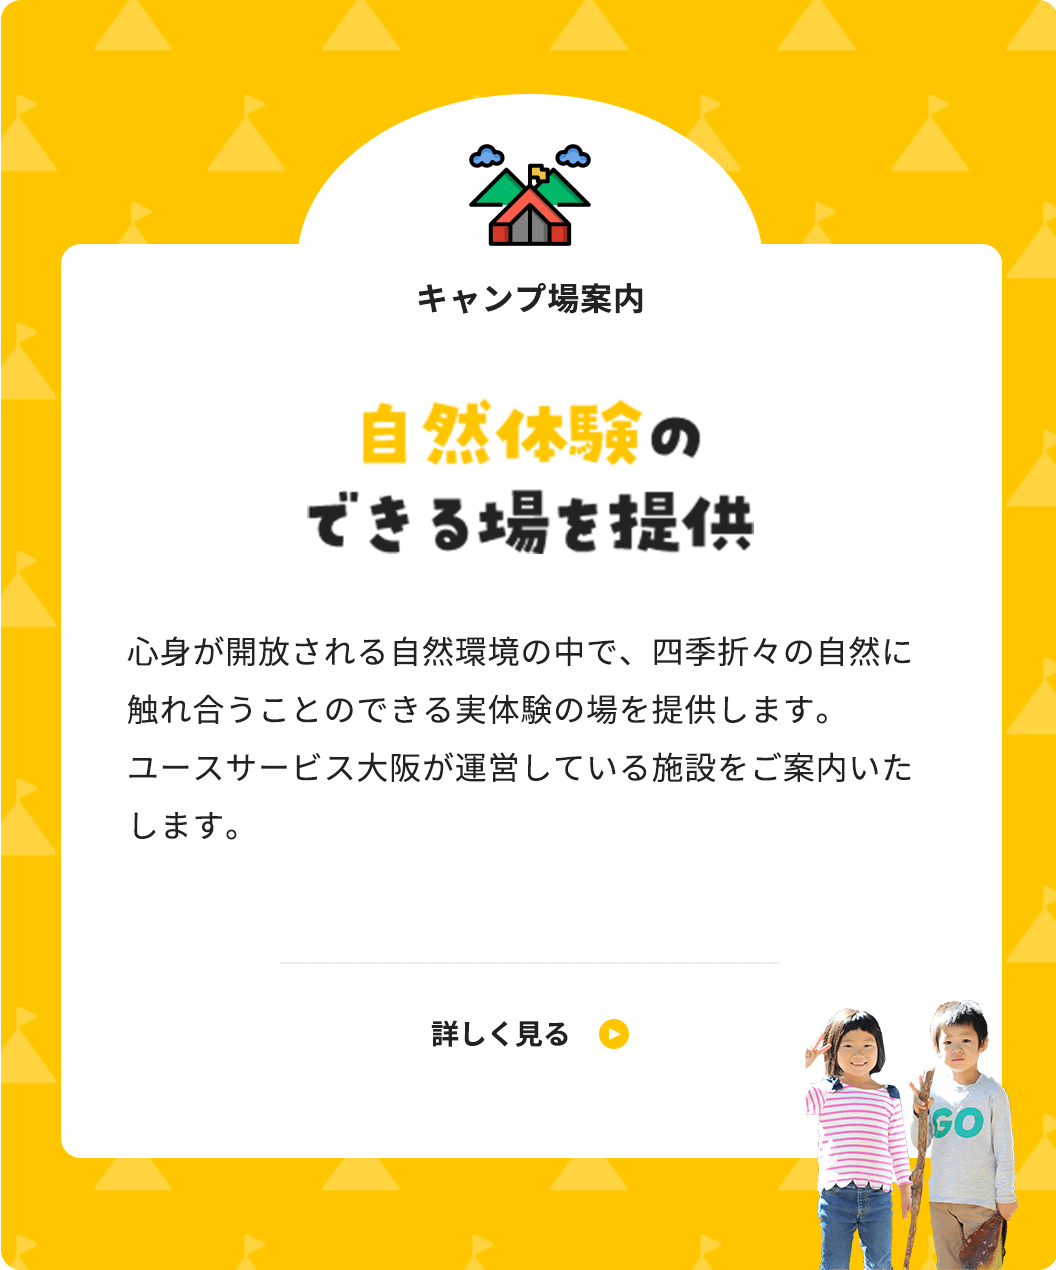 キャンプ場案内
自然体験の
できる場を提供
心身が開放される自然環境の中で、四季折々の自然に
触れ合うことのできる実体験の場を提供します。
ユースサービス大阪が運営している施設をご案内いた
します。
詳しく見る
GO